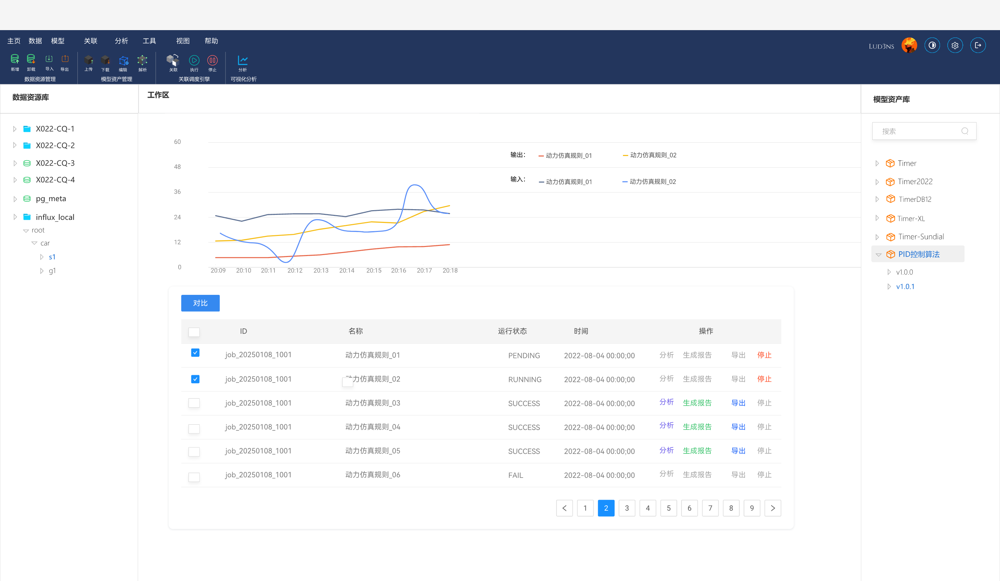 主页 数据 模型 关联 分析 工具 视图 帮助
Lud3ns
新增 卸载 导入 导出 上传 下载 编辑 解析 关联 执行 停止 分析
数据资源管理 模型资产管理 关联调度引擎 可视化分析
数据资源库
X022-CQ-1
X022-CQ-2
X022-CQ-3
X022-CQ-4
pg_meta
influx_local
root
car
s1
g1
工作区
60
48
36
24
12
0
输出: 动力仿真规则_01 动力仿真规则_02
输入: 动力仿真规则_01 动力仿真规则_02
20:09 20:10 20:11 20:12 20:13 20:14 20:15 20:16 20:17 20:18
对比
ID 名称 运行状态 时间 操作
job_20250108_1001 动力仿真规则_01 PENDING 2022-08-04 00:00;00 分析 生成报告 导出 停止
job_20250108_1001 动力仿真规则_02 RUNNING 2022-08-04 00:00;00 分析 生成报告 导出 停止
job_20250108_1001 动力仿真规则_03 SUCCESS 2022-08-04 00:00;00 分析 生成报告 导出 停止
job_20250108_1001 动力仿真规则_04 SUCCESS 2022-08-04 00:00;00 分析 生成报告 导出 停止
job_20250108_1001 动力仿真规则_05 SUCCESS 2022-08-04 00:00;00 分析 生成报告 导出 停止
job_20250108_1001 动力仿真规则_06 FAIL 2022-08-04 00:00;00 分析 生成报告 导出 停止
< 1 2 3 4 5 6 7 8 9 >
模型资产库
搜索
Timer
Timer2022
TimerDB12
Timer-XL
Timer-Sundial
PID控制算法
v1.0.0
v1.0.1